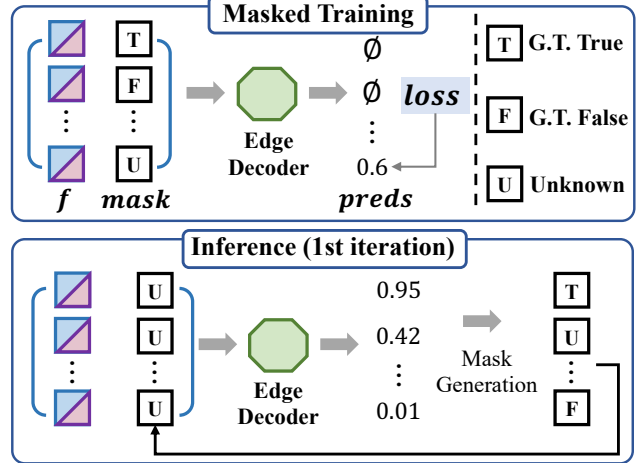 Masked Training
T
F
⋮
U
f
mask
Edge
Decoder
∅
∅
⋮
0.6
preds
loss
T G.T. True
F G.T. False
U Unknown
Inference (1st iteration)
U
U
⋮
U
Edge
Decoder
0.95
0.42
⋮
0.01
Mask
Generation
T
U
⋮
F